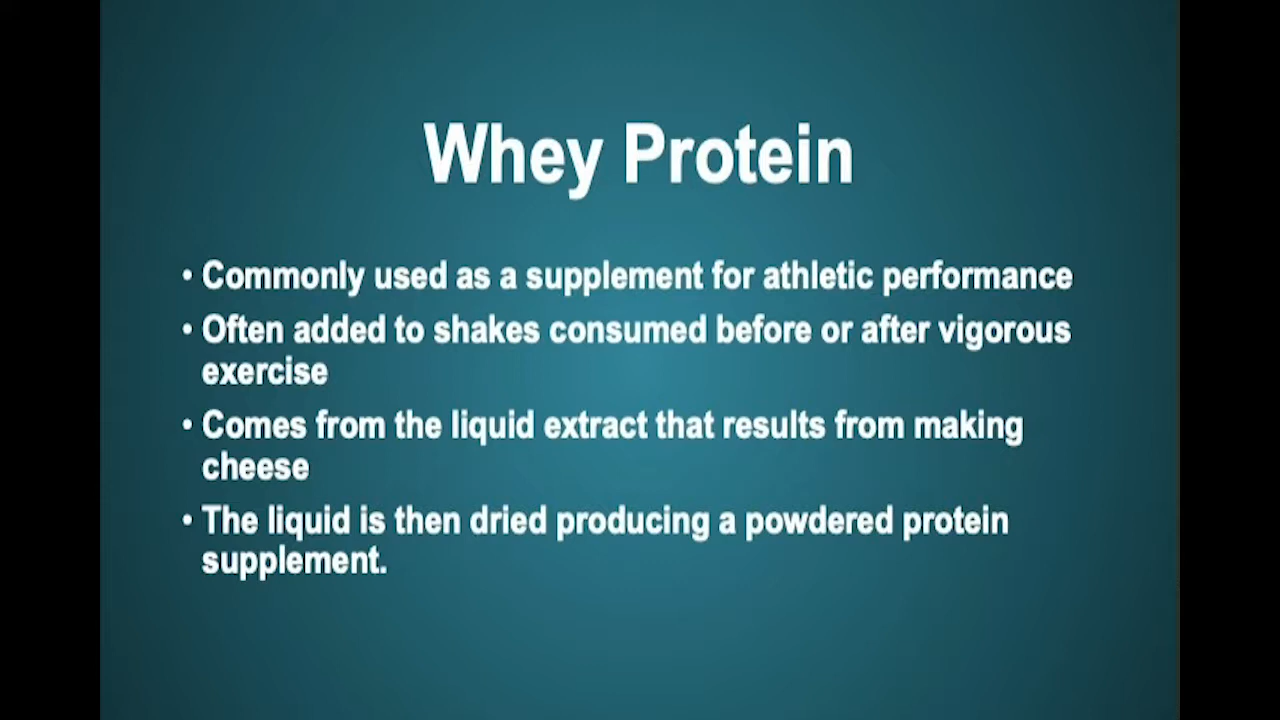 Whey Protein
• Commonly used as a supplement for athletic performance
• Often added to shakes consumed before or after vigorous
exercise
• Comes from the liquid extract that results from making
cheese
• The liquid is then dried producing a powdered protein
supplement.